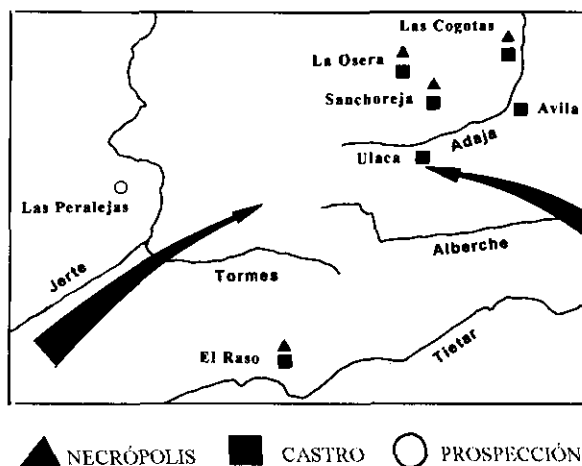 Las Cogotas
La Osera
Sanchoreja
Avila
Adaja
Ulaca
Las Peralejas
Alberche
Jerte
Tormes
Tietar
El Raso
NECRÓPOLIS CASTRO PROSPECCIÓN